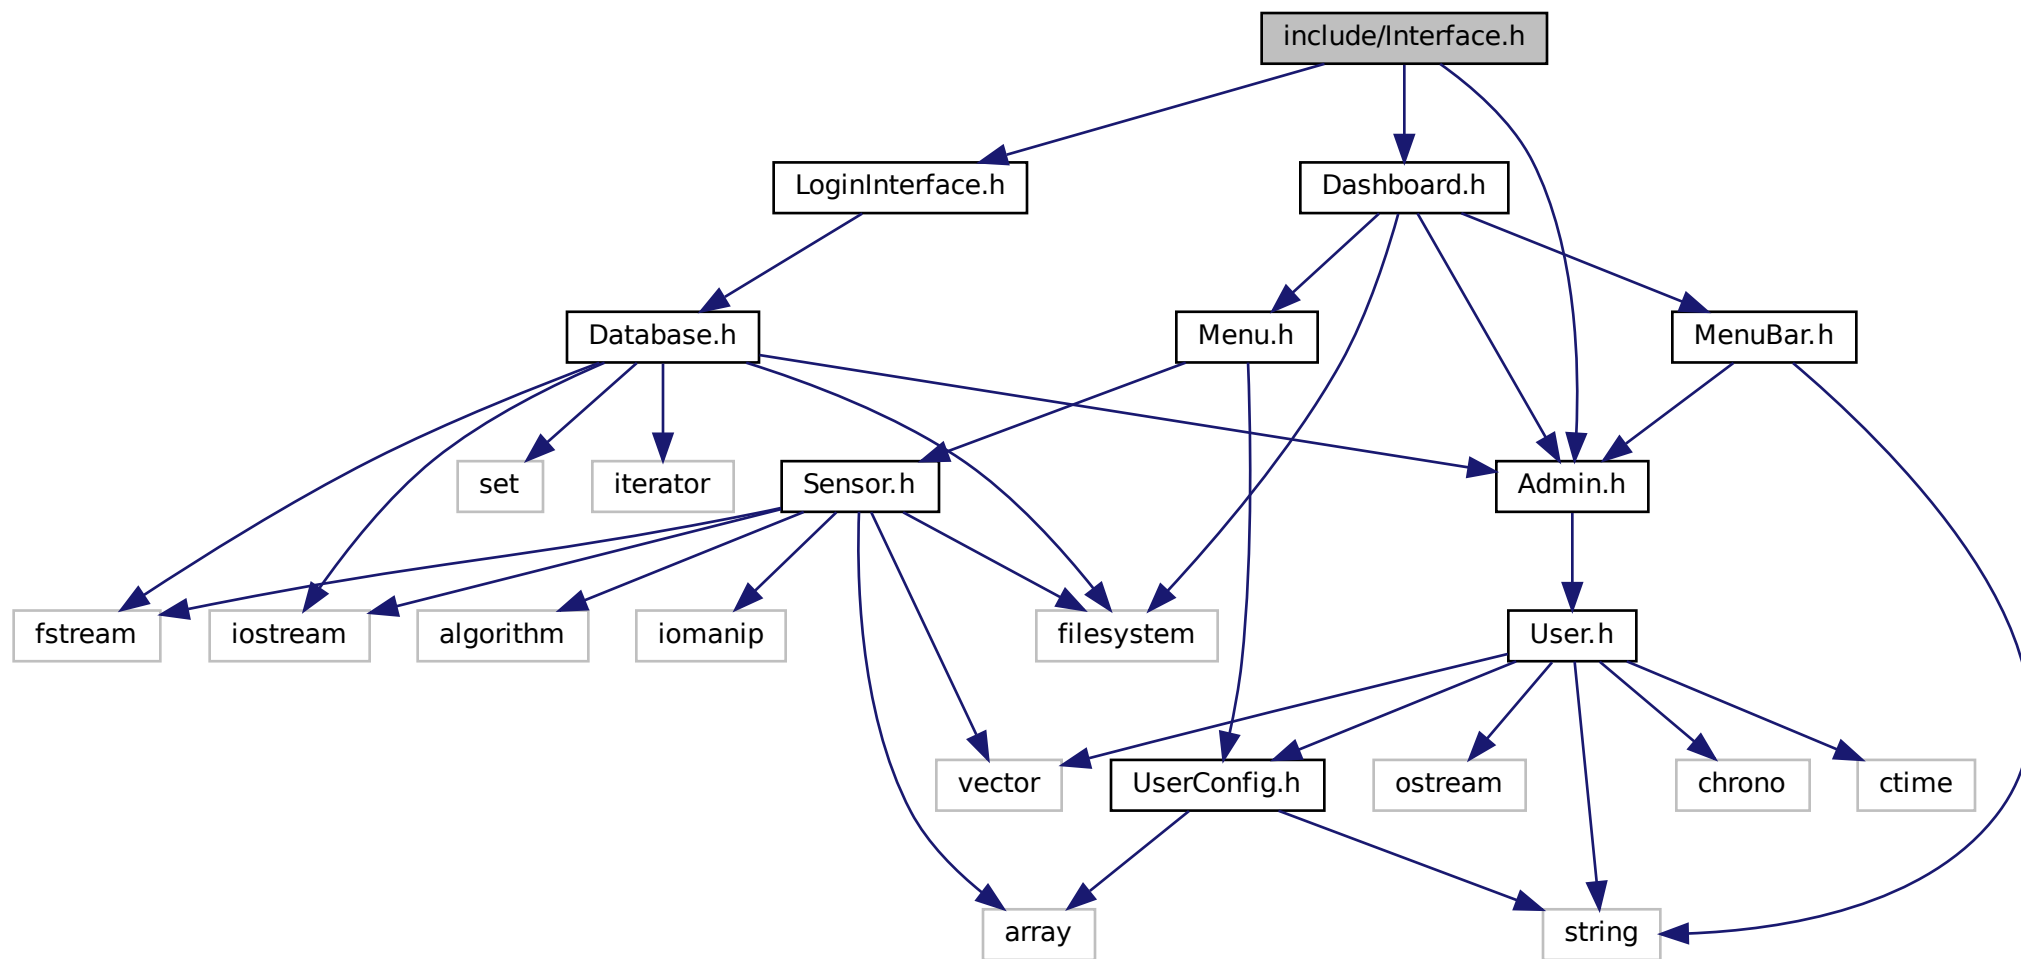 include/Interface.h
LoginInterface.h
Dashboard.h
Database.h
Menu.h
MenuBar.h
set
iterator
Sensor.h
Admin.h
fstream
iostream
algorithm
iomanip
filesystem
User.h
vector
UserConfig.h
ostream
chrono
ctime
array
string